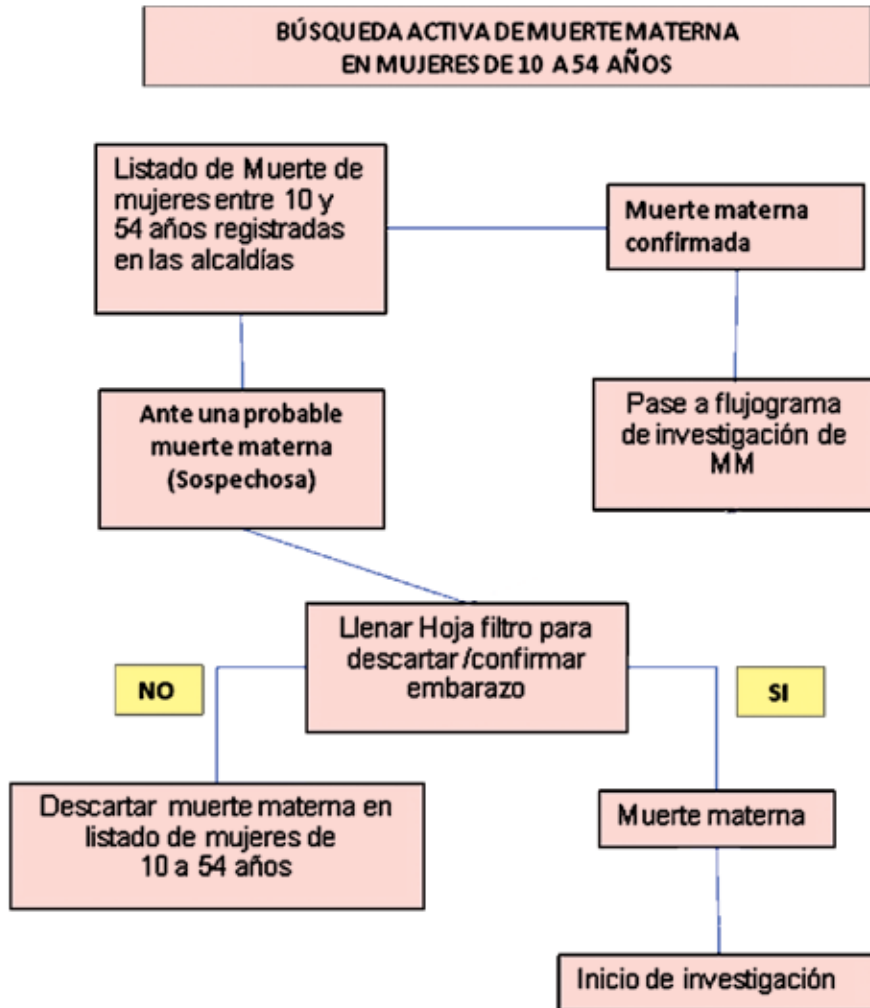 BÚSQUEDA ACTIVA DE MUERTE MATERNA
EN MUJERES DE 10 A 54 AÑOS
Listado de Muerte de
mujeres entre 10 y
54 años registradas
en las alcaldías
Muerte materna
confirmada
Ante una probable
muerte materna
(Sospechosa)
Pase a flujograma
de investigación de
MM
Llenar Hoja filtro para
descartar /confirmar
embarazo
NO
SI
Descartar muerte materna en
listado de mujeres de
10 a 54 años
Muerte materna
Inicio de investigación